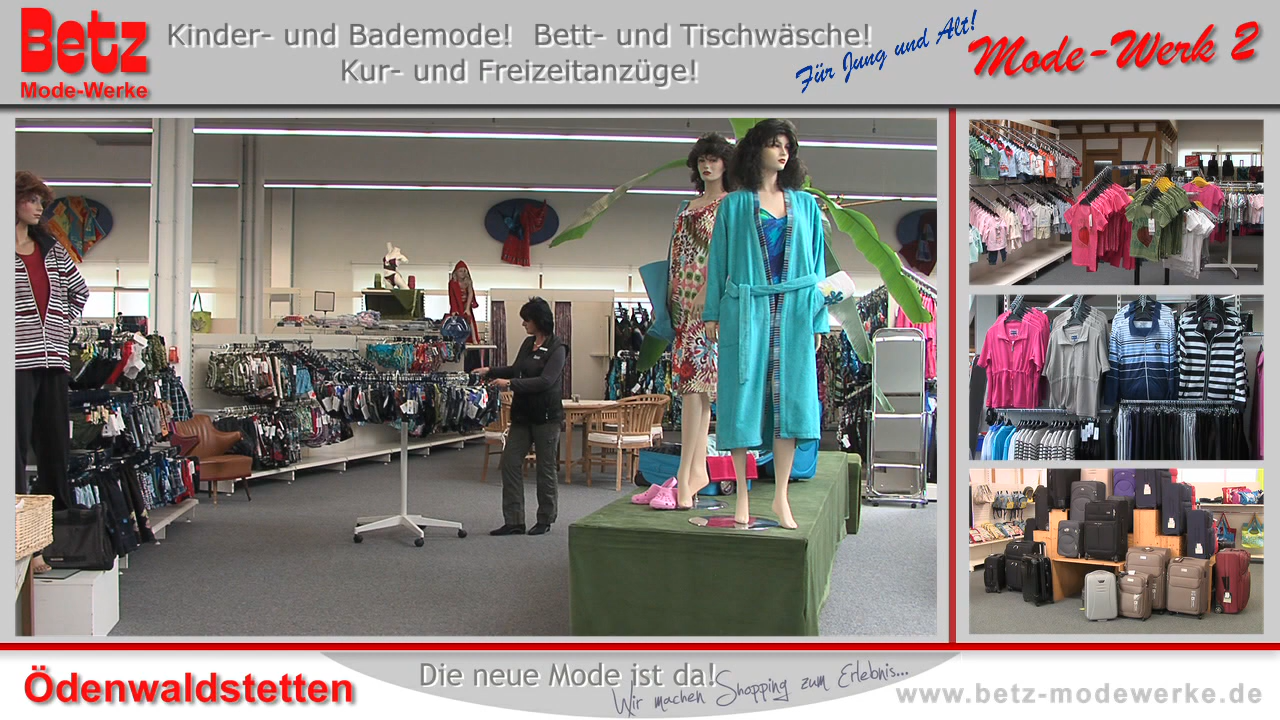 Betz
Mode-Werke
Kinder- und Bademode!  Bett- und Tischwäsche!
Kur- und Freizeitanzüge!
Für Jung und Alt!
Mode-Werk 2
Ödenwaldstetten
Die neue Mode ist da!
Wir machen Shopping zum Erlebnis...
www.betz-modewerke.de